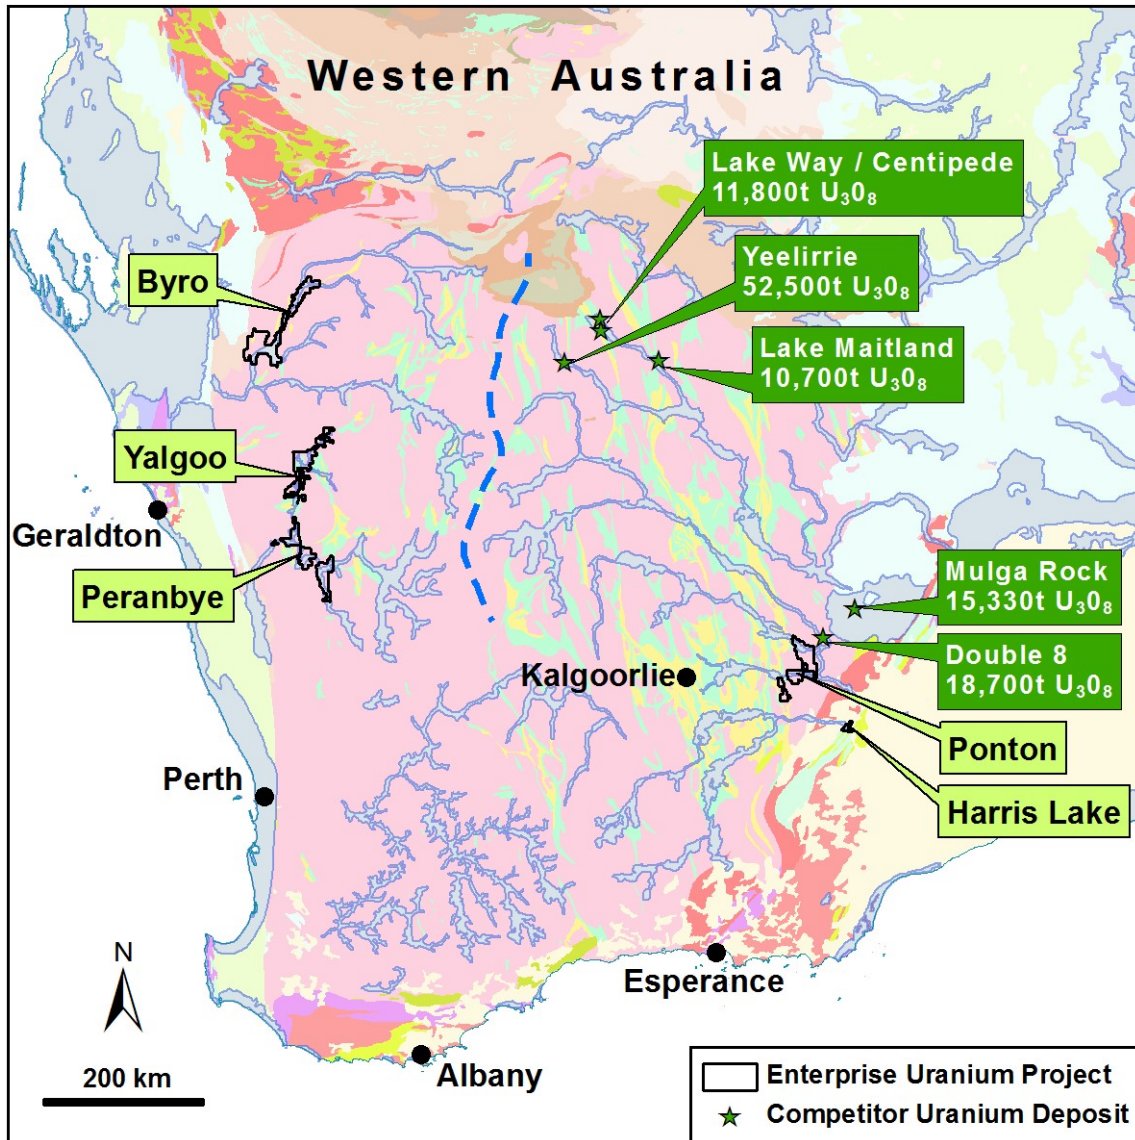 Western Australia
Lake Way / Centipede
11,800t U₃0₈
Yeelirrie
52,500t U₃0₈
Byro
Lake Maitland
10,700t U₃0₈
Yalgoo
Geraldton
Peranbye
Mulga Rock
15,330t U₃0₈
Double 8
18,700t U₃0₈
Kalgoorlie
Ponton
Perth
Harris Lake
N
Esperance
Albany
200 km
Enterprise Uranium Project
Competitor Uranium Deposit